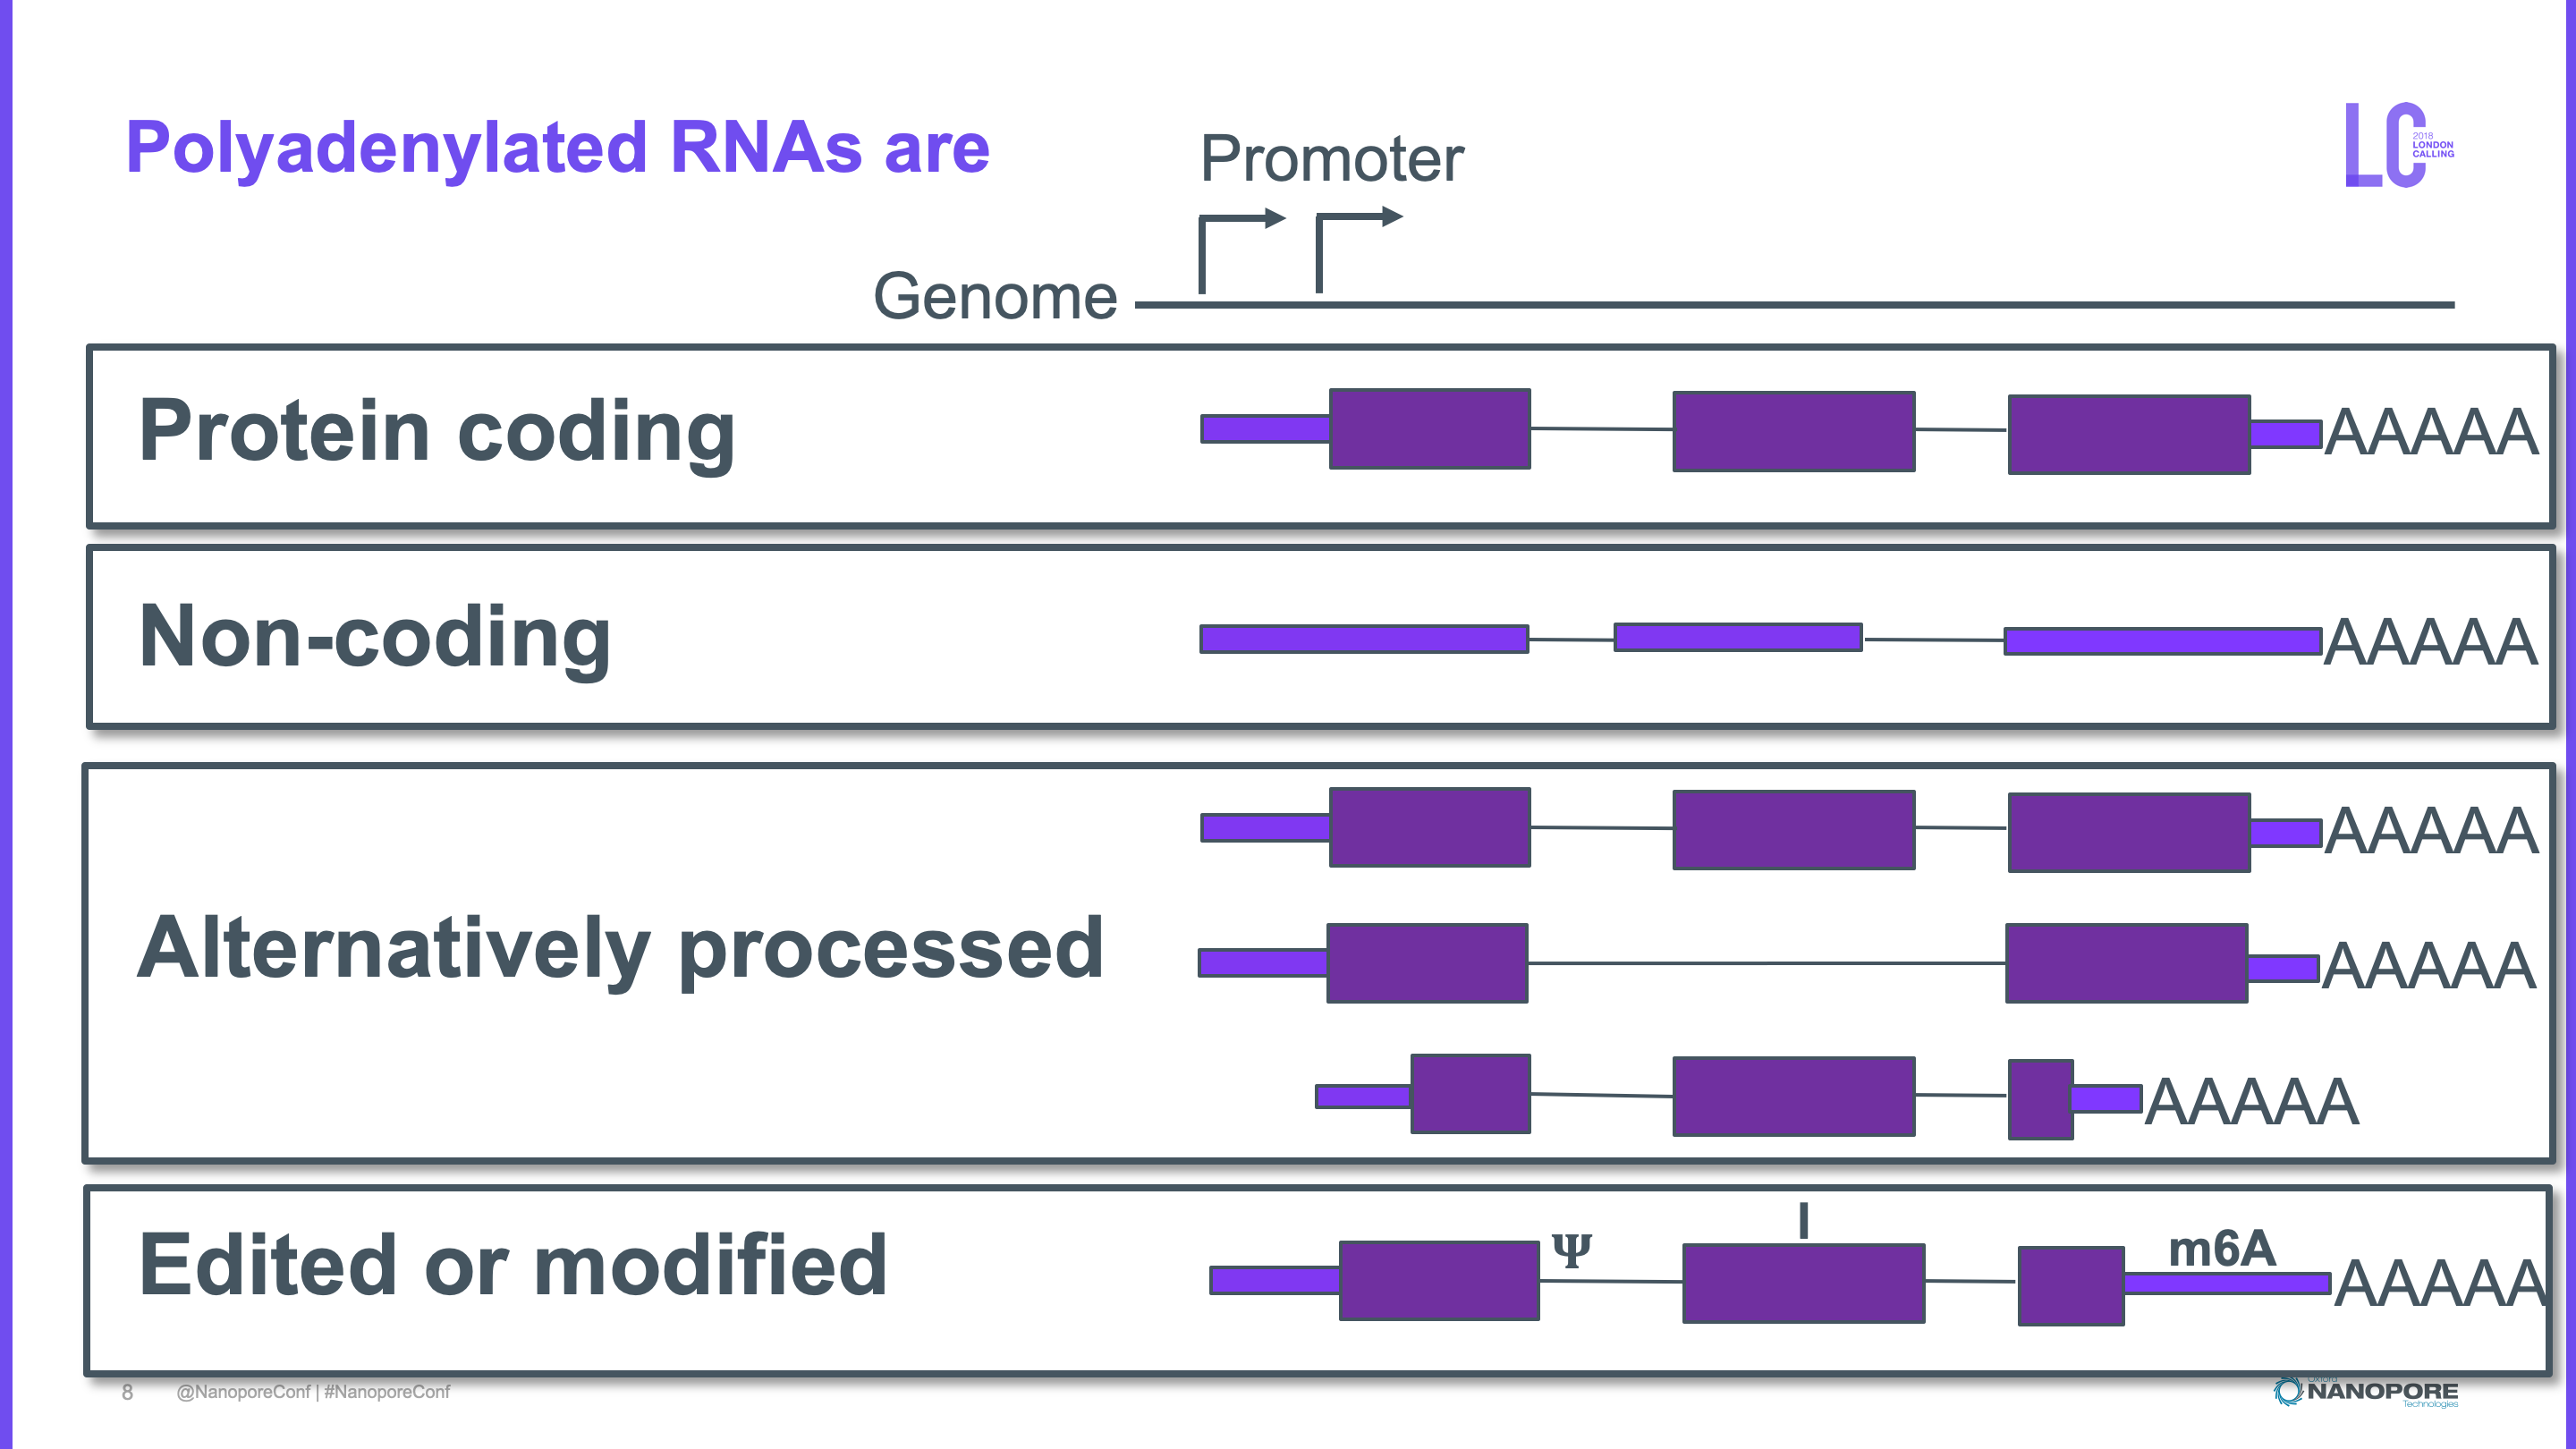 Polyadenylated RNAs are
Promoter
2018
LONDON
CALLING
LC
Genome
Protein coding
AAAAA
Non-coding
AAAAA
AAAAA
Alternatively processed
AAAAA
AAAAA
Edited or modified
Ψ
I
m6A
AAAAA
8
@NanoporeConf | #NanoporeConf
Oxford
NANOPORE
Technologies